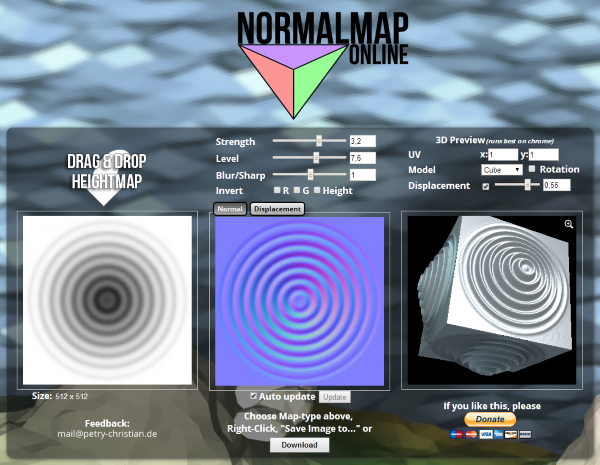 NORMALMAP
ONLINE
DRAG & DROP
HEIGHTMAP
Strength 3,2
Level 7,6
Blur/Sharp 1
Invert R G Height
3D Preview (runs best on chrome)
UV x: 1 y: 1
Model Cube Rotation
Displacement 0,55
Normal Displacement
Size: 512 x 512
Auto update Update
Feedback:
mail@petry-christian.de
Choose Map-type above,
Right-Click, "Save Image to..." or
Download
If you like this, please
Donate
VISA